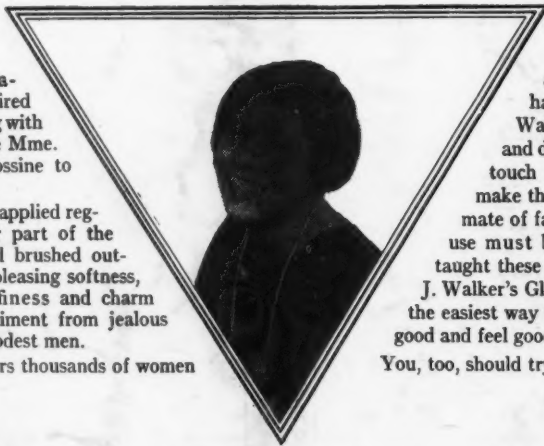 a-
ired
g with
e Mme.
ossine to
applied reg-
r part of the
l brushed out-
pleasing softness,
finess and charm
iment from jealous
odest men.
rs thousands of women
ha
Wa
and d
touch
make th
mate of fa
use must b
taught these
J. Walker's Gl
the easiest way
good and feel good
You, too, should try